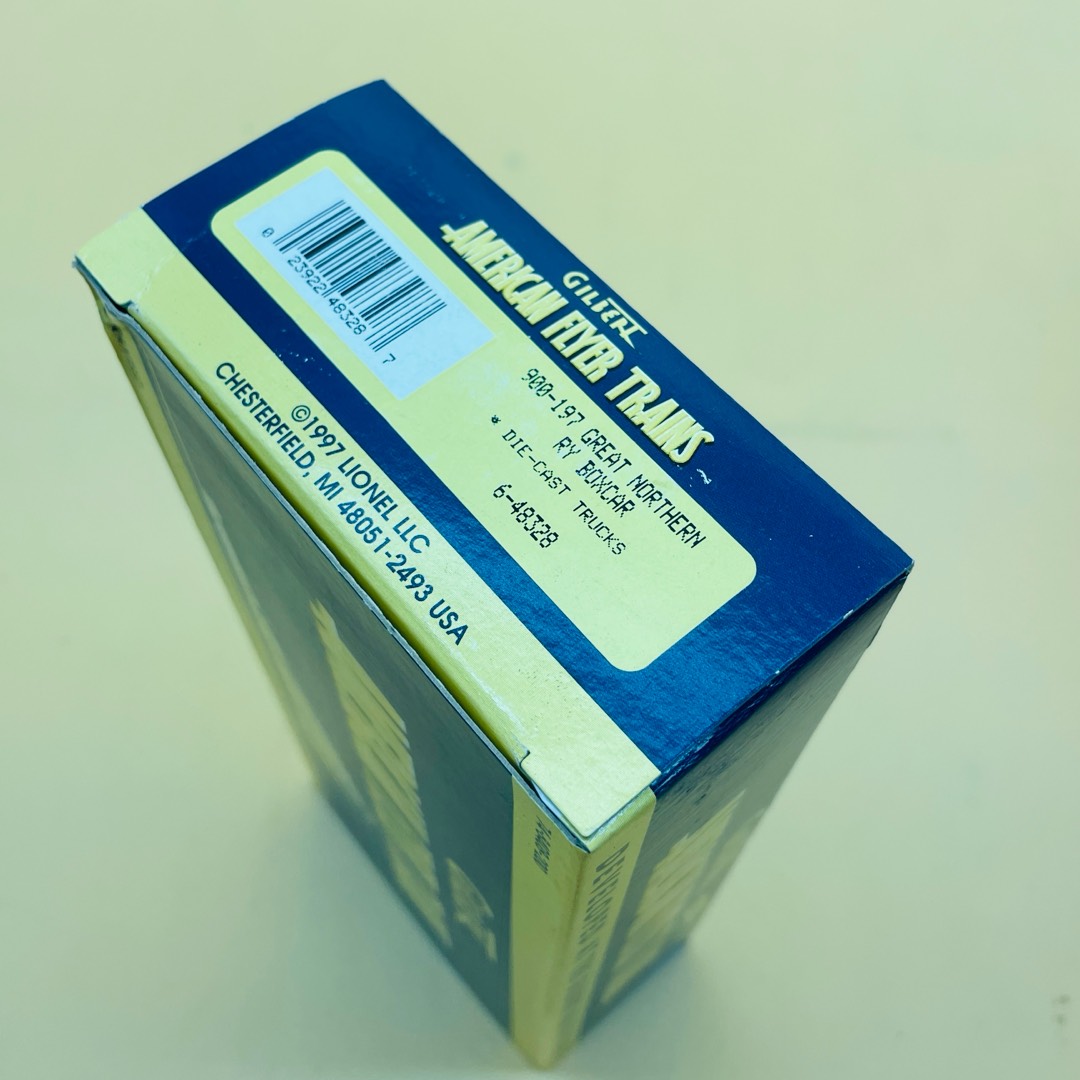 GILBERT
AMERICAN FLYER TRAINS
0 23922 48328 7
900-197 GREAT NORTHERN
RY BOXCAR
* DIE-CAST TRUCKS
6-48328
©1997 LIONEL LLC
CHESTERFIELD, MI 48051-2493 USA